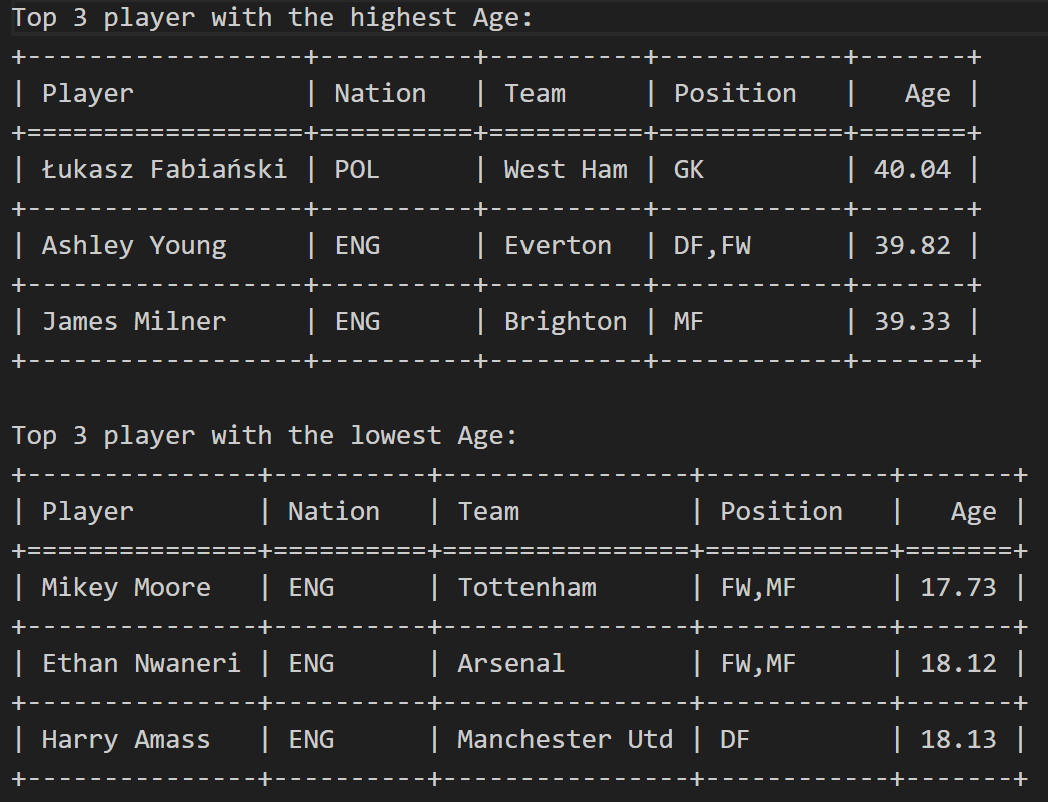 Top 3 player with the highest Age:
+------------------+----------+----------+------------+-------+
| Player           | Nation   | Team     | Position   |   Age |
+==================+==========+==========+============+=======+
| Łukasz Fabiański | POL      | West Ham | GK         | 40.04 |
+------------------+----------+----------+------------+-------+
| Ashley Young     | ENG      | Everton  | DF,FW      | 39.82 |
+------------------+----------+----------+------------+-------+
| James Milner     | ENG      | Brighton | MF         | 39.33 |
+------------------+----------+----------+------------+-------+
Top 3 player with the lowest Age:
+---------------+----------+----------------+------------+-------+
| Player        | Nation   | Team           | Position   |   Age |
+===============+==========+================+============+=======+
| Mikey Moore   | ENG      | Tottenham      | FW,MF      | 17.73 |
+---------------+----------+----------------+------------+-------+
| Ethan Nwaneri | ENG      | Arsenal        | FW,MF      | 18.12 |
+---------------+----------+----------------+------------+-------+
| Harry Amass   | ENG      | Manchester Utd | DF         | 18.13 |
+---------------+----------+----------------+------------+-------+